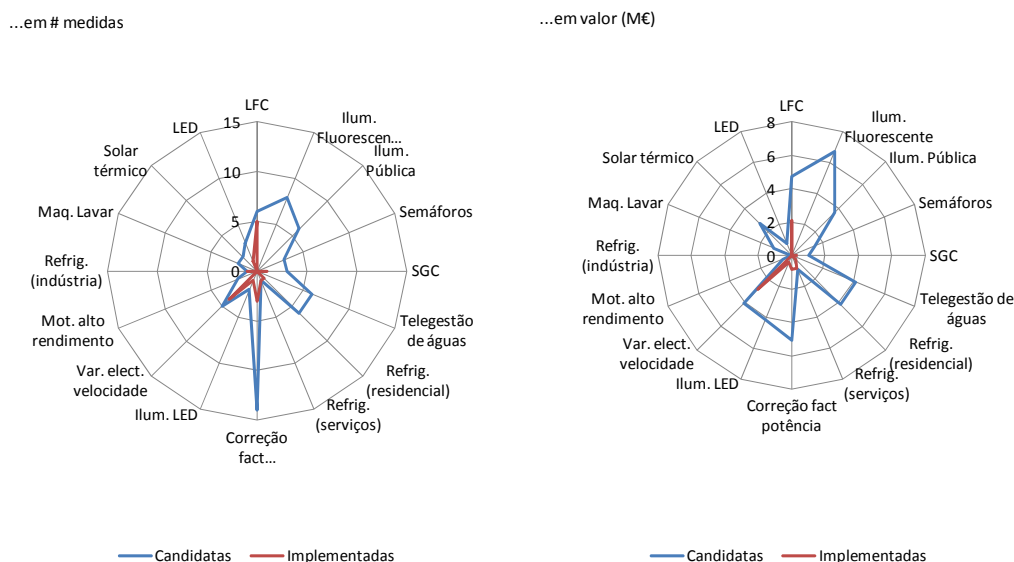 ...em # medidas
LFC
Ilum.
Fluorescen...
Ilum.
Pública
Semáforos
SGC
Telegestão
de águas
Refrig.
(residencial)
Refrig.
(serviços)
Correção
fact...
Ilum. LED
Var. elect.
velocidade
Mot. alto
rendimento
Refrig.
(indústria)
Maq. Lavar
Solar
térmico
LED
15
10
5
0
Candidatas
Implementadas
...em valor (M€)
LFC
Ilum.
Fluorescente
Ilum. Pública
Semáforos
SGC
Telegestão de
águas
Refrig.
(residencial)
Refrig.
(serviços)
Correção fact
potência
Ilum. LED
Var. elect.
velocidade
Mot. alto
rendimento
Refrig.
(indústria)
Maq. Lavar
Solar térmico
LED
8
6
4
2
0
Candidatas
Implementadas